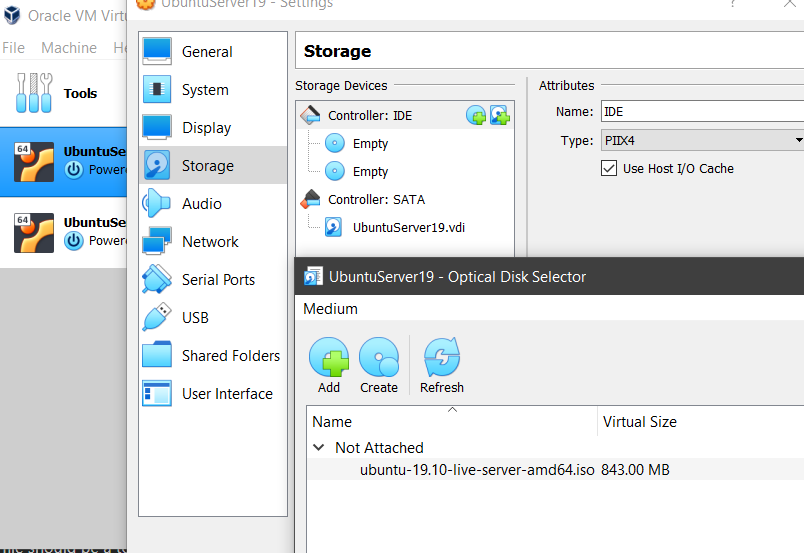 Oracle VM Virtu
UbuntuServer19 - Settings
?
File Machine He
Tools
64
UbuntuSe
Powere
64
UbuntuSe
Powere
General
System
Display
Storage
Audio
Network
Serial Ports
USB
Shared Folders
User Interface
Storage
Storage Devices
Controller: IDE
Empty
Empty
Controller: SATA
UbuntuServer19.vdi
Attributes
Name: IDE
Type: PIIX4
Use Host I/O Cache
UbuntuServer19 - Optical Disk Selector
Medium
Add Create Refresh
Name Virtual Size
Not Attached
ubuntu-19.10-live-server-amd64.iso 843.00 MB